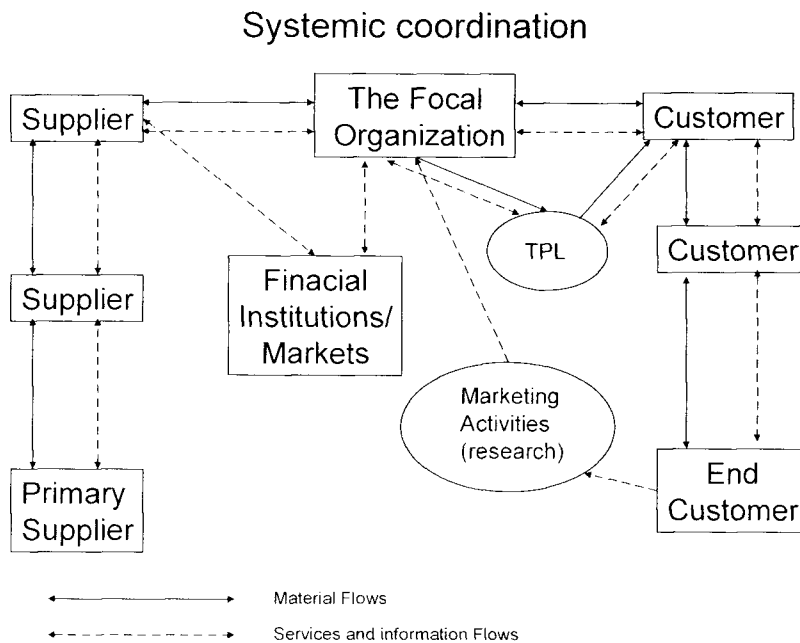 Systemic coordination
Supplier
The Focal
Organization
Customer
TPL
Supplier
Finacial
Institutions/
Markets
Customer
Marketing
Activities
(research)
Primary
Supplier
End
Customer
Material Flows
Services and information Flows